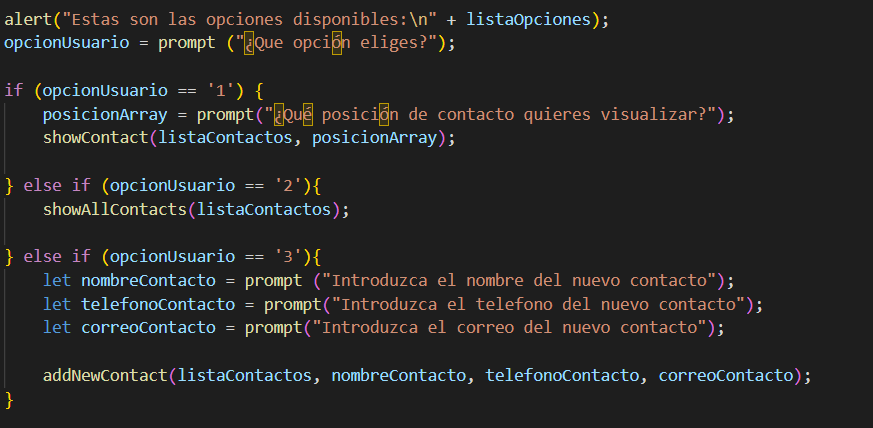 alert("Estas son las opciones disponibles:\n" + listaOpciones);
opcionUsuario = prompt ("¿Que opción eliges?");

if (opcionUsuario == '1') {
    posicionArray = prompt("¿Qué posición de contacto quieres visualizar?");
    showContact(listaContactos, posicionArray);

} else if (opcionUsuario == '2'){
    showAllContacts(listaContactos);

} else if (opcionUsuario == '3'){
    let nombreContacto = prompt ("Introduzca el nombre del nuevo contacto");
    let telefonoContacto = prompt("Introduzca el telefono del nuevo contacto");
    let correoContacto = prompt("Introduzca el correo del nuevo contacto");

    addNewContact(listaContactos, nombreContacto, telefonoContacto, correoContacto);
}